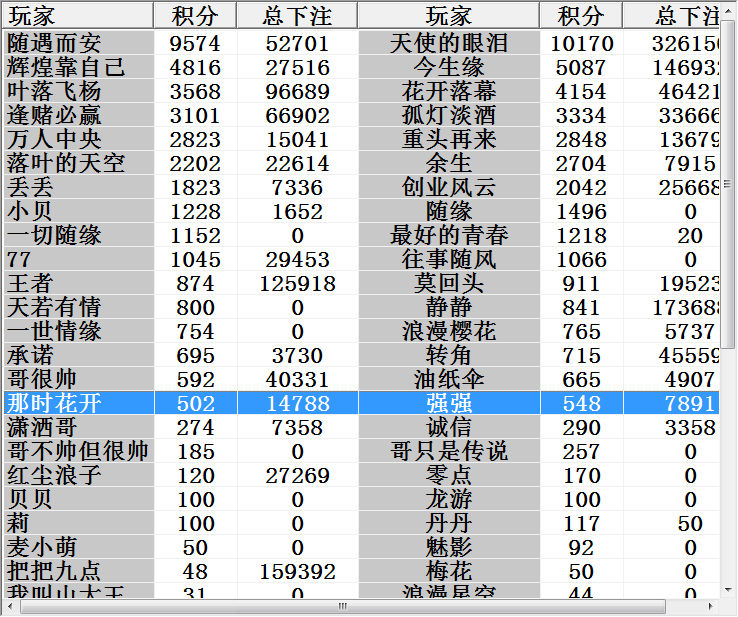 玩家 积分 总下注 玩家 积分 总下注
随遇而安 9574 52701 天使的眼泪 10170 326150
辉煌靠自己 4816 27516 今生缘 5087 14693
叶落飞杨 3568 96689 花开落幕 4154 46421
逢赌必赢 3101 66902 孤灯淡酒 3334 33666
万人中央 2823 15041 重头再来 2848 13679
落叶的天空 2202 22614 余生 2704 7915
丢丢 1823 7336 创业风云 2042 25668
小贝 1228 1652 随缘 1496 0
一切随缘 1152 0 最好的青春 1218 20
77 1045 29453 往事随风 1066 0
王者 874 125918 莫回头 911 19523
天若有情 800 0 静静 841 17368
一世情缘 754 0 浪漫樱花 765 5737
承诺 695 3730 转角 715 45559
哥很帅 592 40331 油纸伞 665 4907
那时花开 502 14788 强强 548 7891
潇洒哥 274 7358 诚信 290 3358
哥不帅但很帅 185 0 哥只是传说 257 0
红尘浪子 120 27269 零点 170 0
贝贝 100 0 龙游 100 0
莉 100 0 丹丹 117 50
麦小萌 50 0 魅影 92 0
把把九点 48 159392 梅花 50 0
我叫山大王 31 0 浪漫星空 44 0